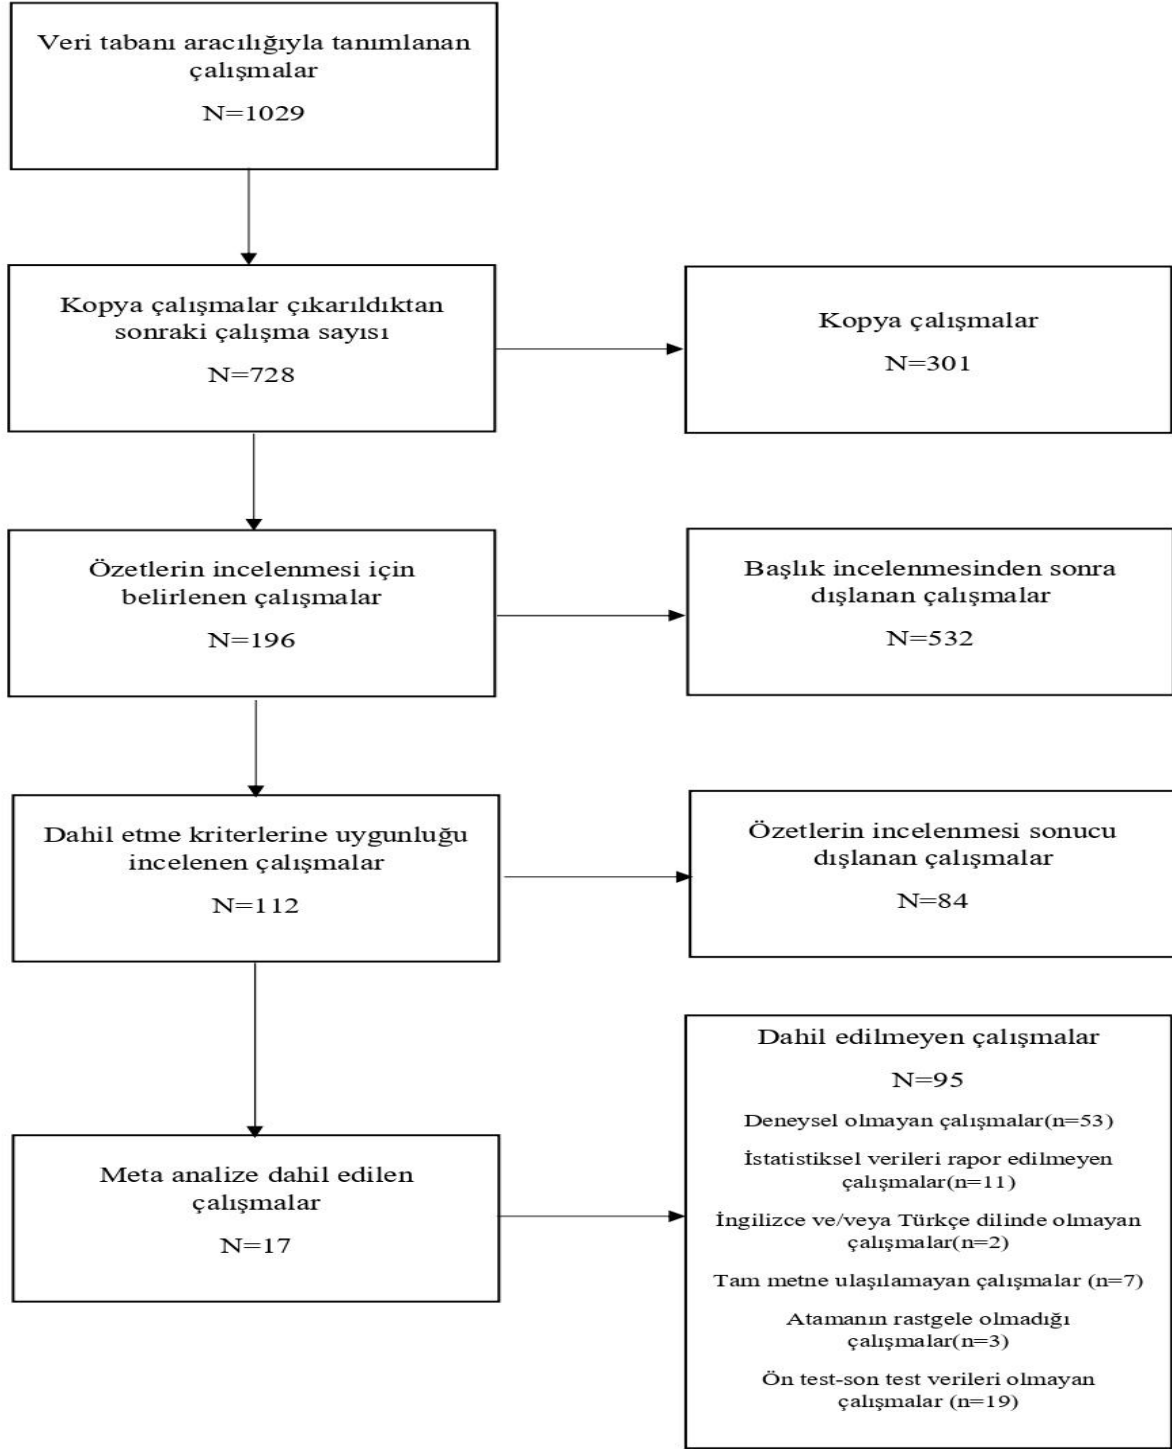 Veri tabanı aracılığıyla tanımlanan
çalışmalar
N=1029
Kopya çalışmalar çıkarıldıktan
sonraki çalışma sayısı
N=728
Kopya çalışmalar
N=301
Özetlerin incelenmesi için
belirlenen çalışmalar
N=196
Başlık incelenmesinden sonra
dışlanan çalışmalar
N=532
Dahil etme kriterlerine uygunluğu
incelenen çalışmalar
N=112
Özetlerin incelenmesi sonucu
dışlanan çalışmalar
N=84
Meta analize dahil edilen
çalışmalar
N=17
Dahil edilmeyen çalışmalar
N=95
Deneysel olmayan çalışmalar(n=53)
İstatistiksel verileri rapor edilmeyen
çalışmalar(n=11)
İngilizce ve/veya Türkçe dilinde olmayan
çalışmalar(n=2)
Tam metne ulaşılamayan çalışmalar (n=7)
Atamanın rastgele olmadığı
çalışmalar(n=3)
Ön test-son test verileri olmayan
çalışmalar (n=19)